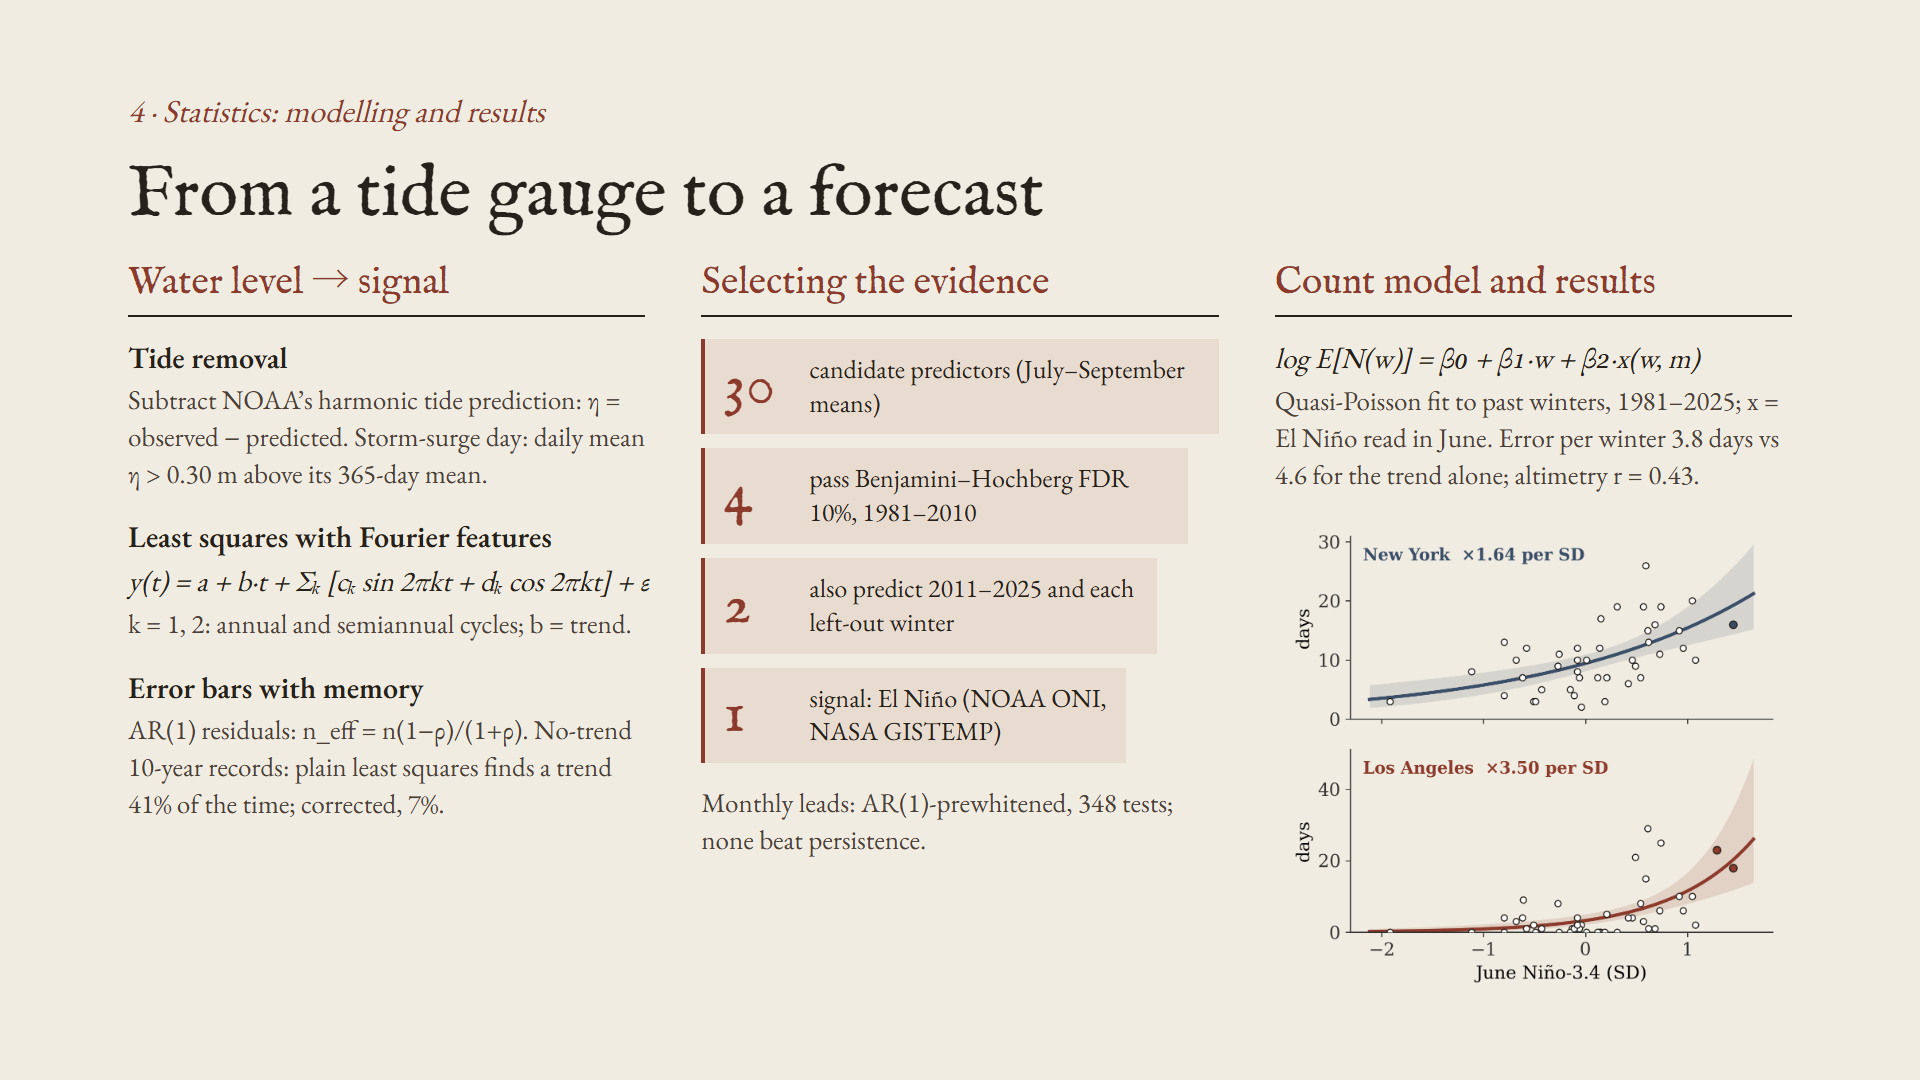 4 · Statistics: modelling and results
From a tide gauge to a forecast
Water level → signal
Tide removal
Subtract NOAA’s harmonic tide prediction: η =
observed − predicted. Storm-surge day: daily mean
η > 0.30 m above its 365-day mean.
Least squares with Fourier features
y(t) = a + b·t + Σₖ [cₖ sin 2πkt + dₖ cos 2πkt] + ε
k = 1, 2: annual and semiannual cycles; b = trend.
Error bars with memory
AR(1) residuals: n_eff = n(1−ρ)/(1+ρ). No-trend
10-year records: plain least squares finds a trend
41% of the time; corrected, 7%.
Selecting the evidence
30 candidate predictors (July–September
means)
4 pass Benjamini–Hochberg FDR
10%, 1981–2010
2 also predict 2011–2025 and each
left-out winter
1 signal: El Niño (NOAA ONI,
NASA GISTEMP)
Monthly leads: AR(1)-prewhitened, 348 tests;
none beat persistence.
Count model and results
log E[N(w)] = β0 + β1·w + β2·x(w, m)
Quasi-Poisson fit to past winters, 1981–2025; x =
El Niño read in June. Error per winter 3.8 days vs
4.6 for the trend alone; altimetry r = 0.43.
New York ×1.64 per SD
30
20
10
0
days
Los Angeles ×3.50 per SD
40
20
0
days
−2 −1 0 1
June Niño-3.4 (SD)